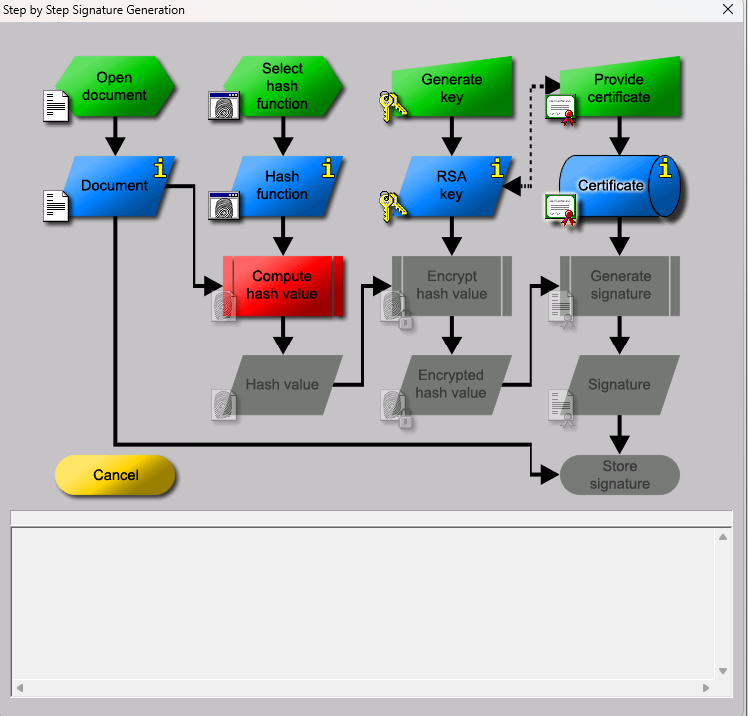 Step by Step Signature Generation
Open
document
Select
hash
function
Generate
key
Provide
certificate
Document
i
Hash
function
i
RSA
key
i
Certificate
i
Compute
hash value
Encrypt
hash value
Generate
signature
Hash value
Encrypted
hash value
Signature
Cancel
Store
signature